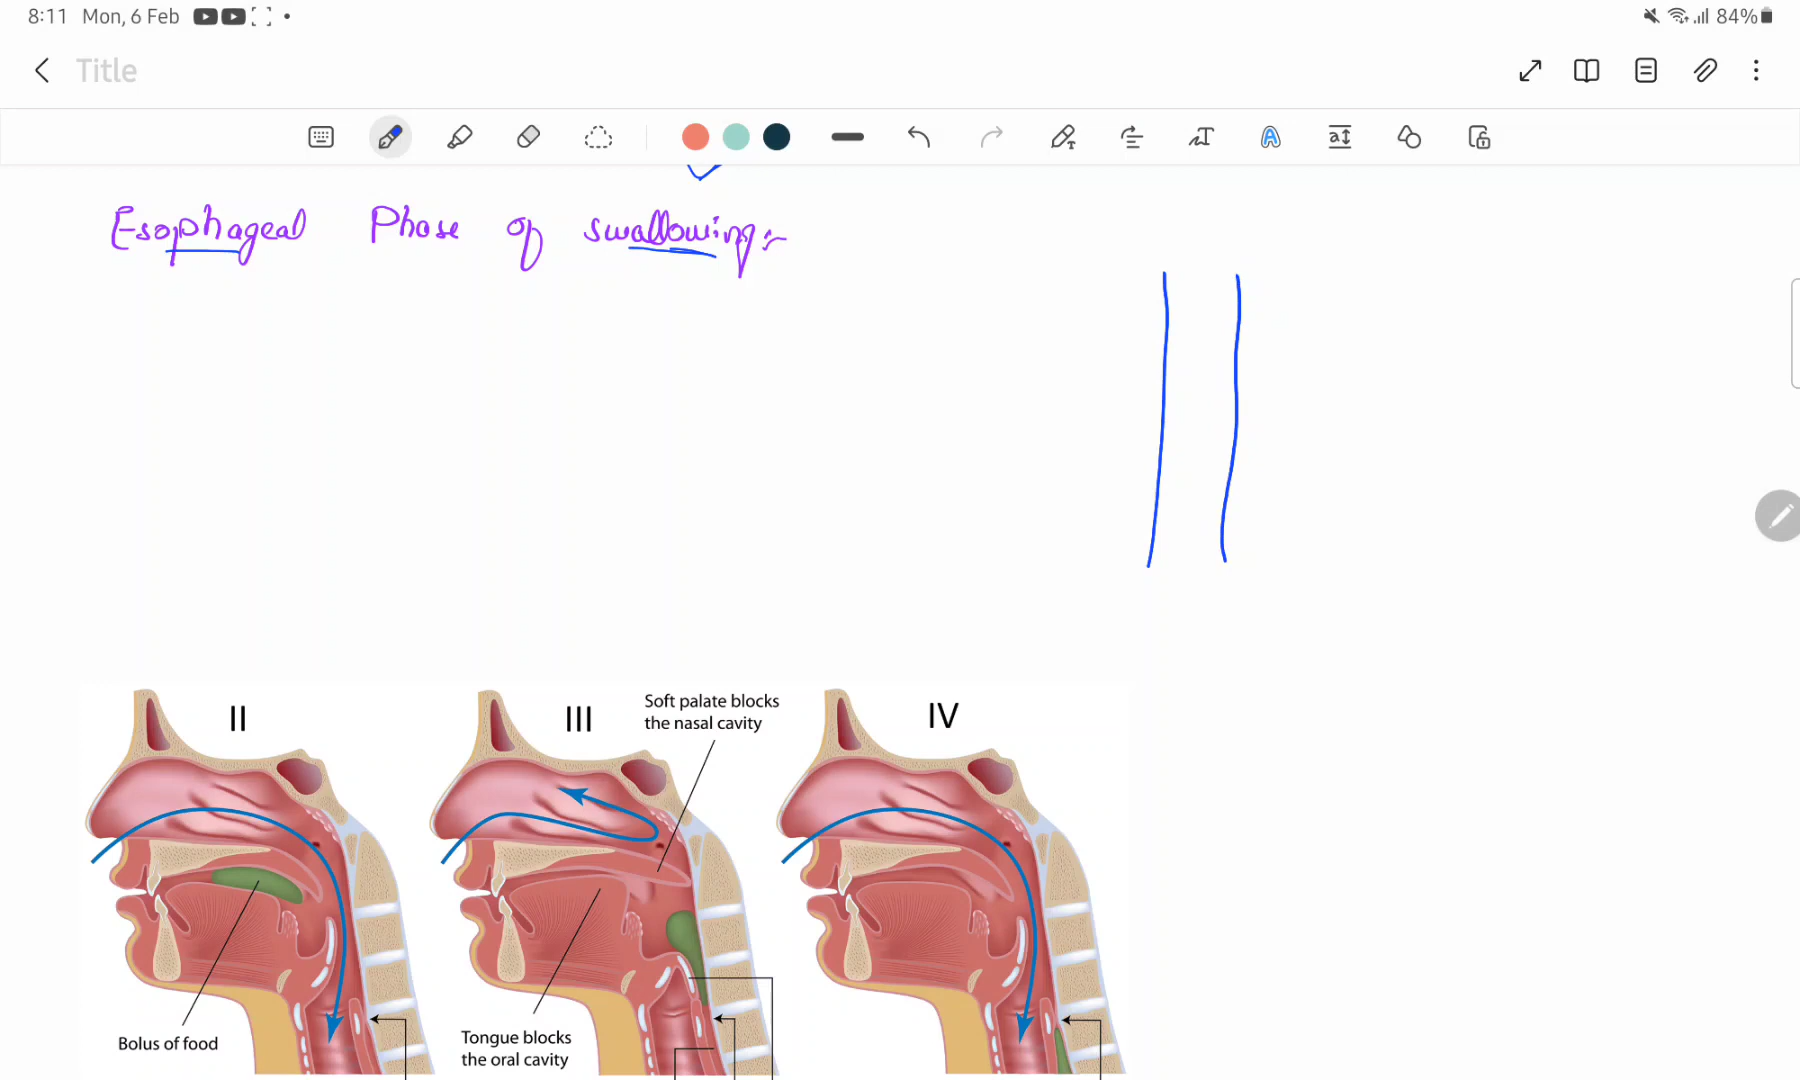 8:11 Mon, 6 Feb
84%
Title
Esophageal Phase of swallowing:-
II
III
Soft palate blocks
the nasal cavity
IV
Bolus of food
Tongue blocks
the oral cavity